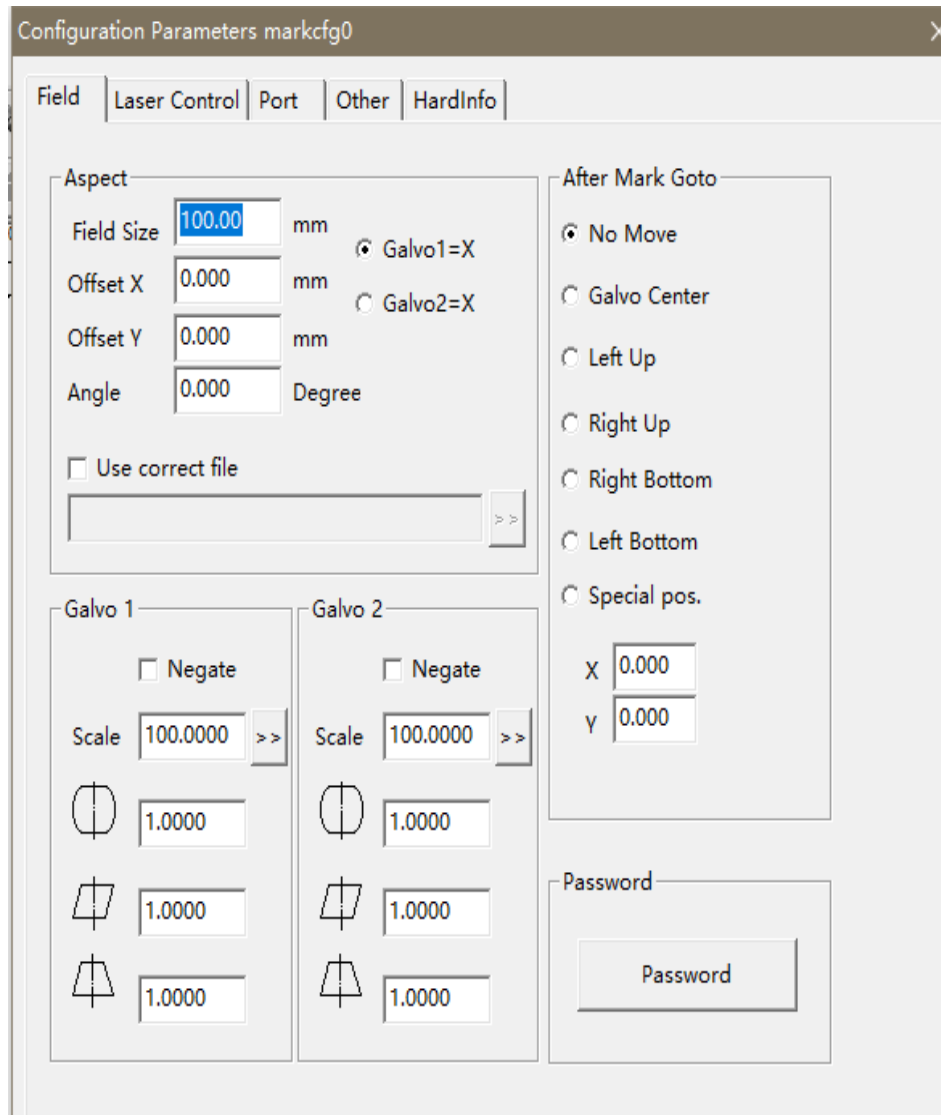 Configuration Parameters markcfg0
Field Laser Control Port Other HardInfo
Aspect
Field Size 100.00 mm
Offset X 0.000 mm
Offset Y 0.000 mm
Angle 0.000 Degree
Galvo1=X
Galvo2=X
Use correct file
>>
After Mark Goto
No Move
Galvo Center
Left Up
Right Up
Right Bottom
Left Bottom
Special pos.
X 0.000
Y 0.000
Galvo 1
Negate
Scale 100.0000 >>
1.0000
1.0000
1.0000
Galvo 2
Negate
Scale 100.0000 >>
1.0000
1.0000
1.0000
Password
Password